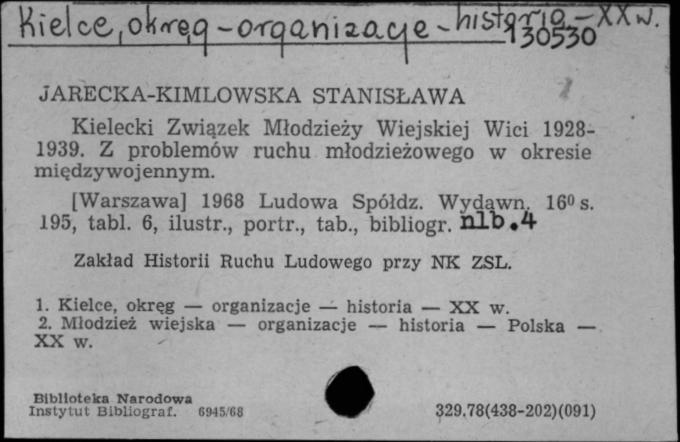 Kielce, okręg - organizacje - historia - XX w.
130530
JARECKA-KIMLOWSKA STANISŁAWA
Kielecki Związek Młodzieży Wiejskiej Wici 1928-
1939. Z problemów ruchu młodzieżowego w okresie
międzywojennym.
[Warszawa] 1968 Ludowa Spółdz. Wydawn. 16⁰ s.
195, tabl. 6, ilustr., portr., tab., bibliogr. nlb.4
Zakład Historii Ruchu Ludowego przy NK ZSL.
1. Kielce, okręg — organizacje — historia — XX w.
2. Młodzież wiejska — organizacje — historia — Polska —
XX w.
Biblioteka Narodowa
Instytut Bibliograf. 6945/68
329.78(438-202)(091)